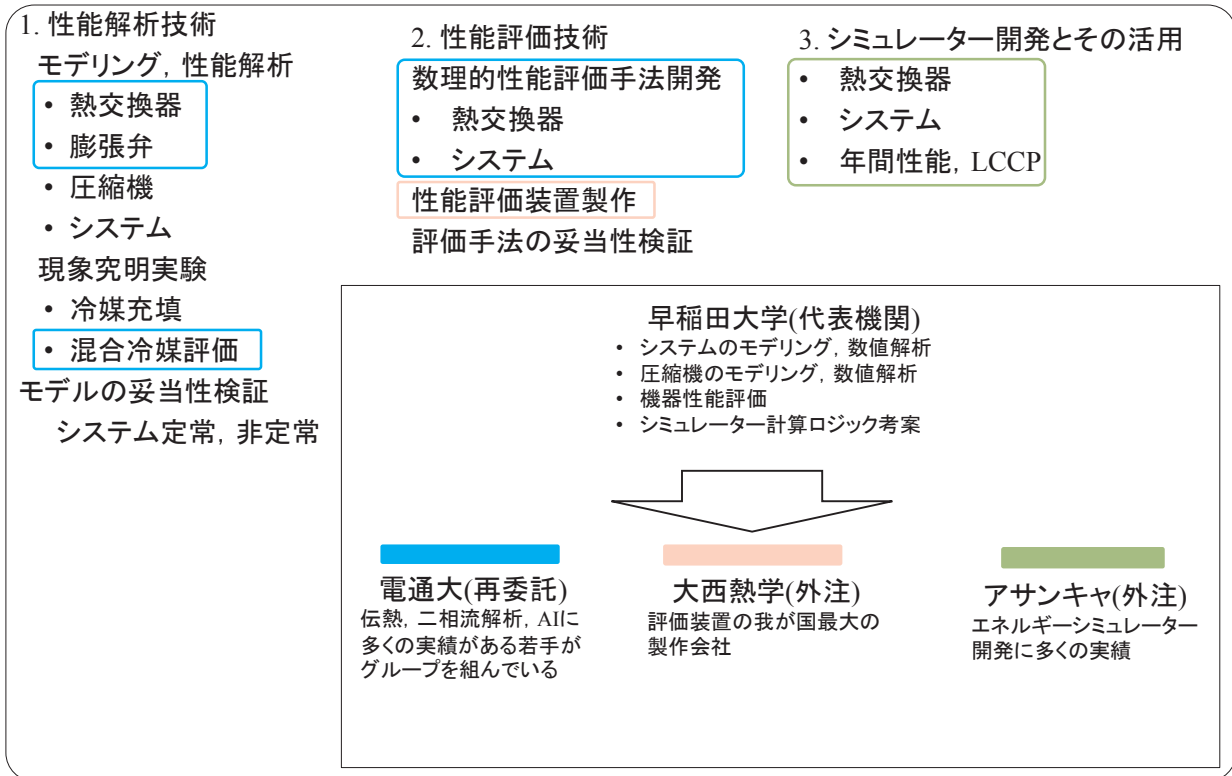 1. 性能解析技術
モデリング, 性能解析
• 熱交換器
• 膨張弁
• 圧縮機
• システム
現象究明実験
• 冷媒充填
• 混合冷媒評価
モデルの妥当性検証
システム定常, 非定常
2. 性能評価技術
数理的性能評価手法開発
• 熱交換器
• システム
性能評価装置製作
評価手法の妥当性検証
3. シミュレーター開発とその活用
• 熱交換器
• システム
• 年間性能, LCCP
早稲田大学(代表機関)
• システムのモデリング, 数値解析
• 圧縮機のモデリング, 数値解析
• 機器性能評価
• シミュレーター計算ロジック考案
電通大(再委託)
伝熱, 二相流解析, AIに
多くの実績がある若手が
グループを組んでいる
大西熱学(外注)
評価装置の我が国最大の
製作会社
アサンキャ(外注)
エネルギーシミュレーター
開発に多くの実績